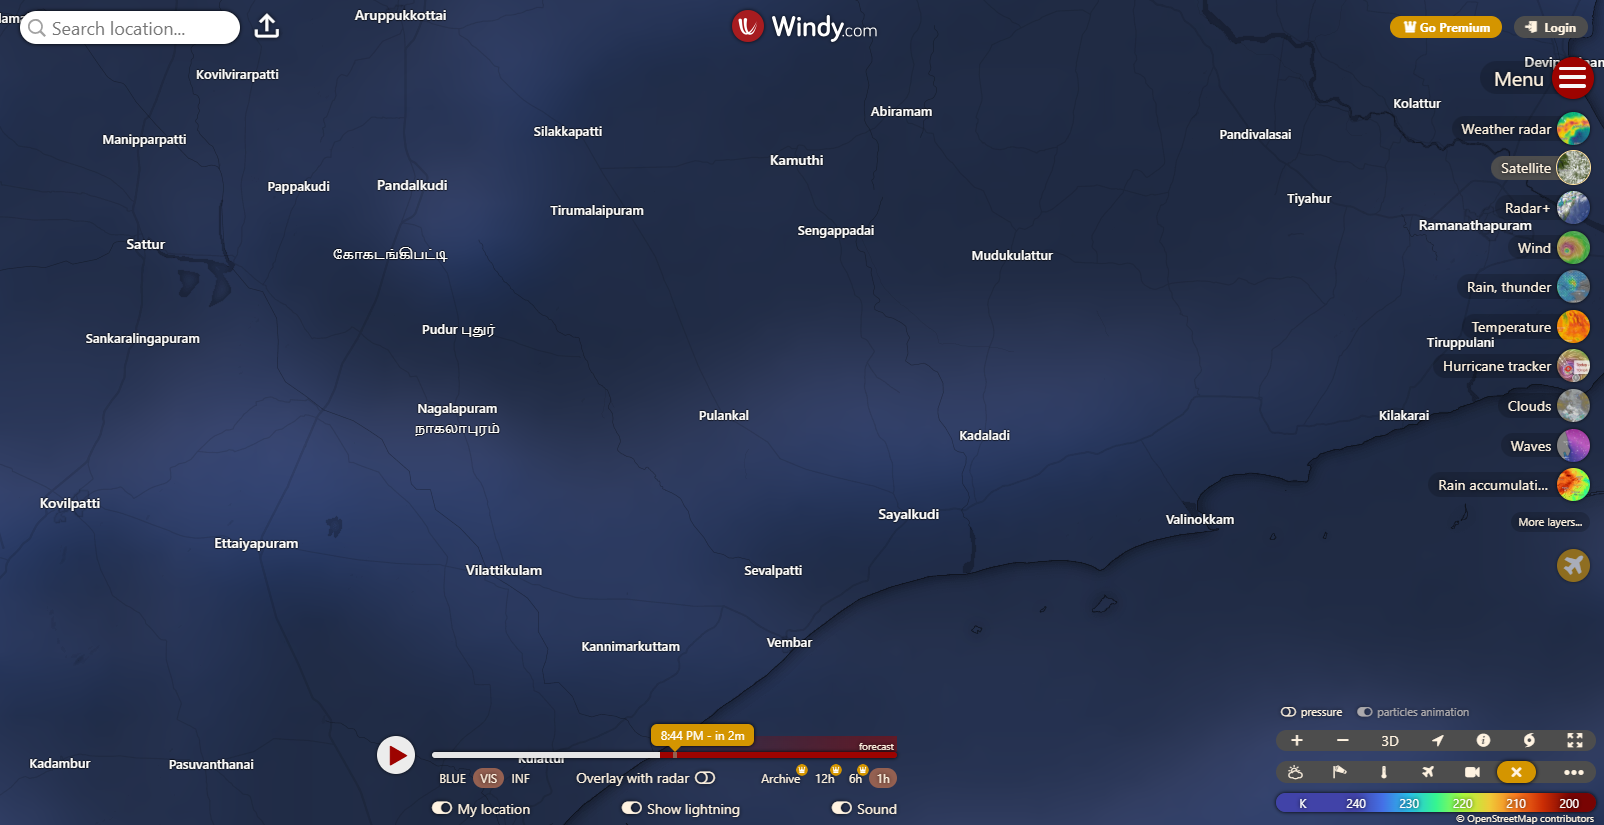 Search location...
Aruppukkottai
Windy.com
Go Premium
Login
Menu
Kovilvirarpatti
Kolattur
Abiramam
Weather radar
Silakkapatti
Pandivalasai
Manipparpatti
Kamuthi
Satellite
Pappakudi
Pandalkudi
Tiyahur
Radar+
Tirumalaipuram
Ramanathapuram
Sengappadai
Sattur
Wind
கோகடங்கிபட்டி
Mudukulattur
Rain, thunder
Pudur புதுர்
Temperature
Sankaralingapuram
Tiruppulani
Hurricane tracker
Nagalapuram
நாகலாபுரம்
Clouds
Pulankal
Kilakarai
Kadaladi
Waves
Rain accumulati...
Kovilpatti
Sayalkudi
Valinokkam
More layers...
Ettaiyapuram
Vilattikulam
Sevalpatti
Kannimarkuttam
Vembar
pressure
particles animation
8:44 PM - in 2m
forecast
3D
Kadambur
Pasuvanthanai
Kulattur
BLUE VIS INF
Overlay with radar
Archive 12h 6h 1h
My location
Show lightning
Sound
K 240 230 220 210 200
© OpenStreetMap contributors